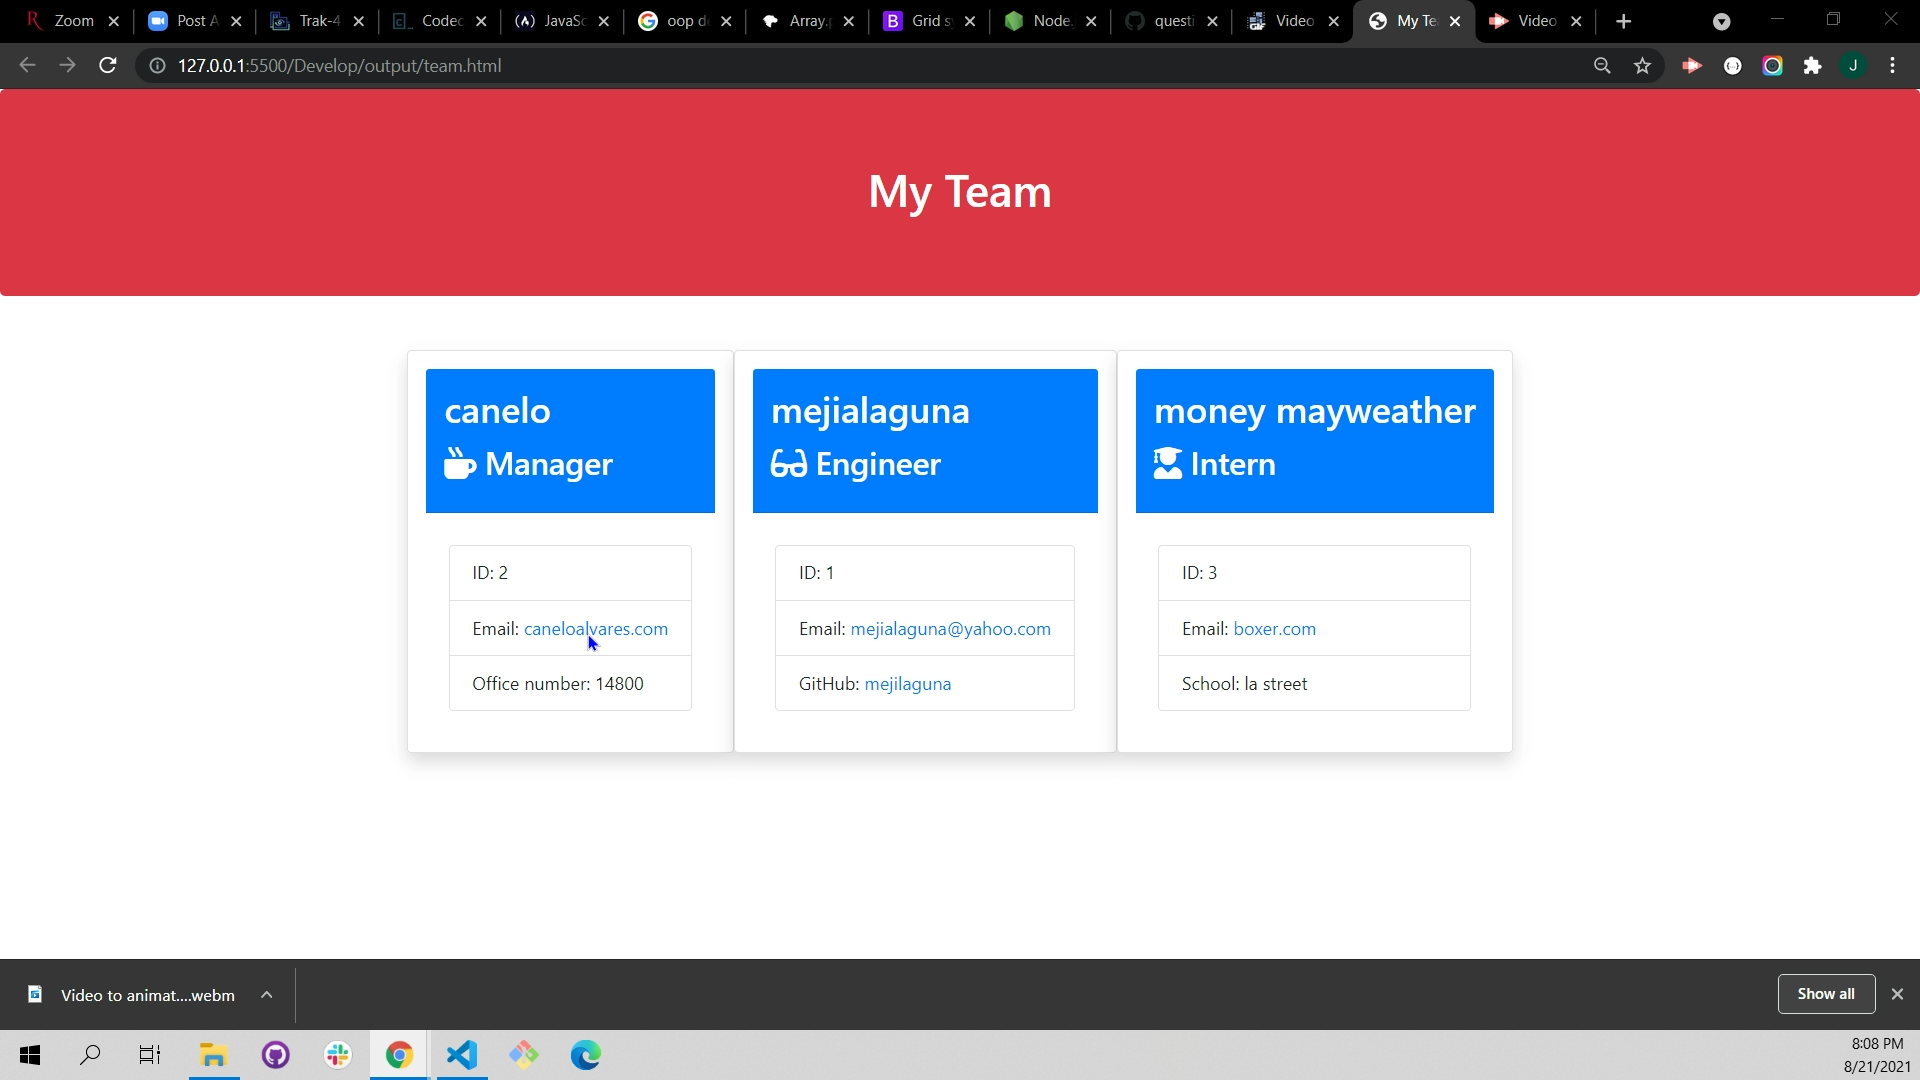 Zoom
Post A
Trak-4
Codec
JavaSc
oop de
Array.
Grid s
Node.
questi
Video
My Te
Video
127.0.0.1:5500/Develop/output/team.html
J
My Team
canelo
Manager
ID: 2
Email: caneloalvares.com
Office number: 14800
mejialaguna
Engineer
ID: 1
Email: mejialaguna@yahoo.com
GitHub: mejilaguna
money mayweather
Intern
ID: 3
Email: boxer.com
School: la street
Video to animat....webm
Show all
8:08 PM
8/21/2021